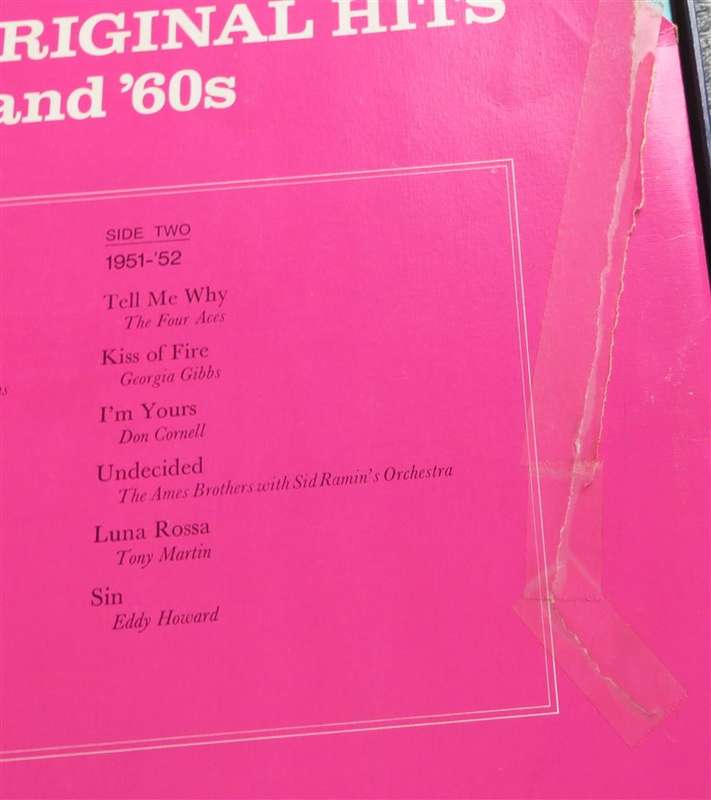 RIGINAL HITS
and '60s
SIDE TWO
1951-'52
Tell Me Why
The Four Aces
Kiss of Fire
Georgia Gibbs
I'm Yours
Don Cornell
Undecided
The Ames Brothers with Sid Ramin's Orchestra
Luna Rossa
Tony Martin
Sin
Eddy Howard